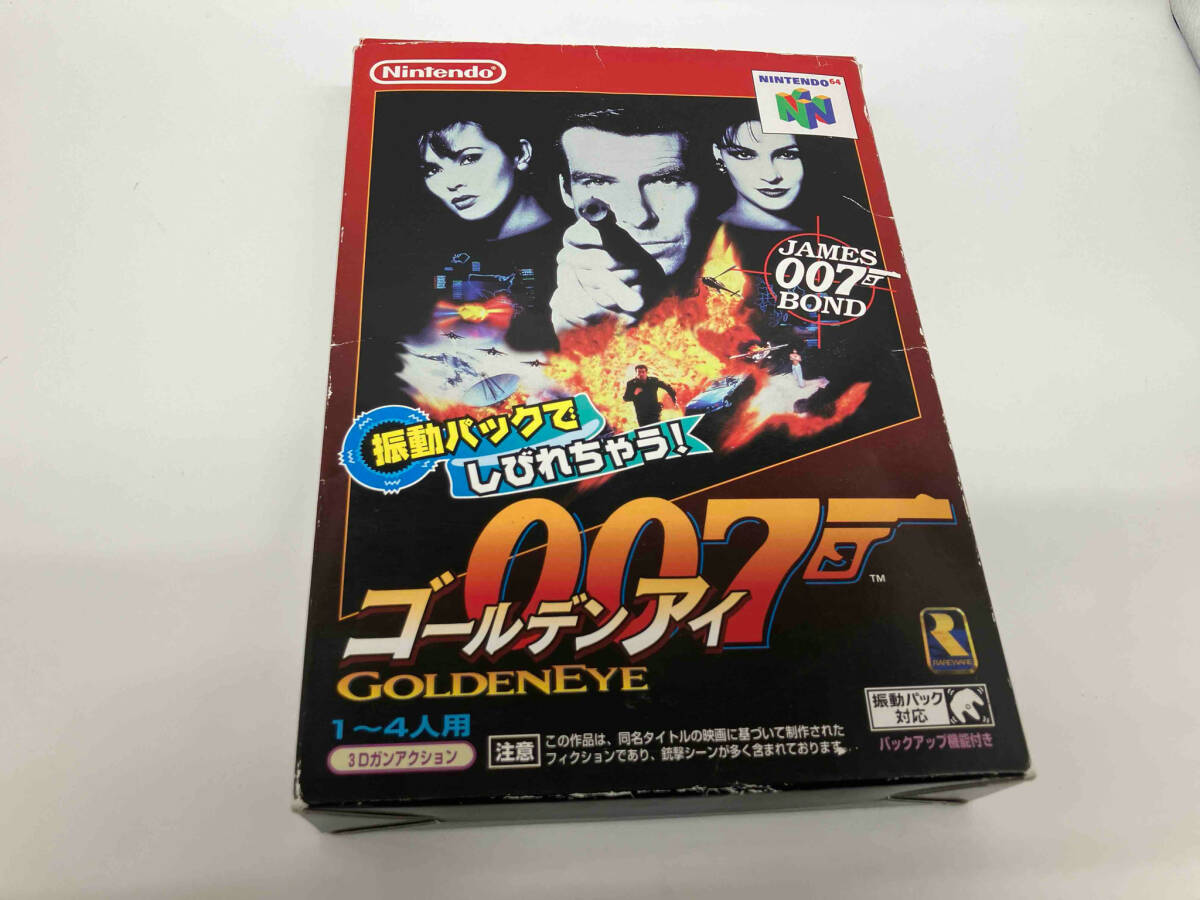 Nintendo
NINTENDO 64
JAMES
007
BOND
振動パックで
しびれちゃう!
007
TM
ゴールデンアイ
GOLDENEYE
R
RAREWARE
1〜4人用
3Dガンアクション
注意
この作品は、同名タイトルの映画に基づいて制作された
フィクションであり、銃撃シーンが多く含まれております。
振動パック
対応
バックアップ機能付き